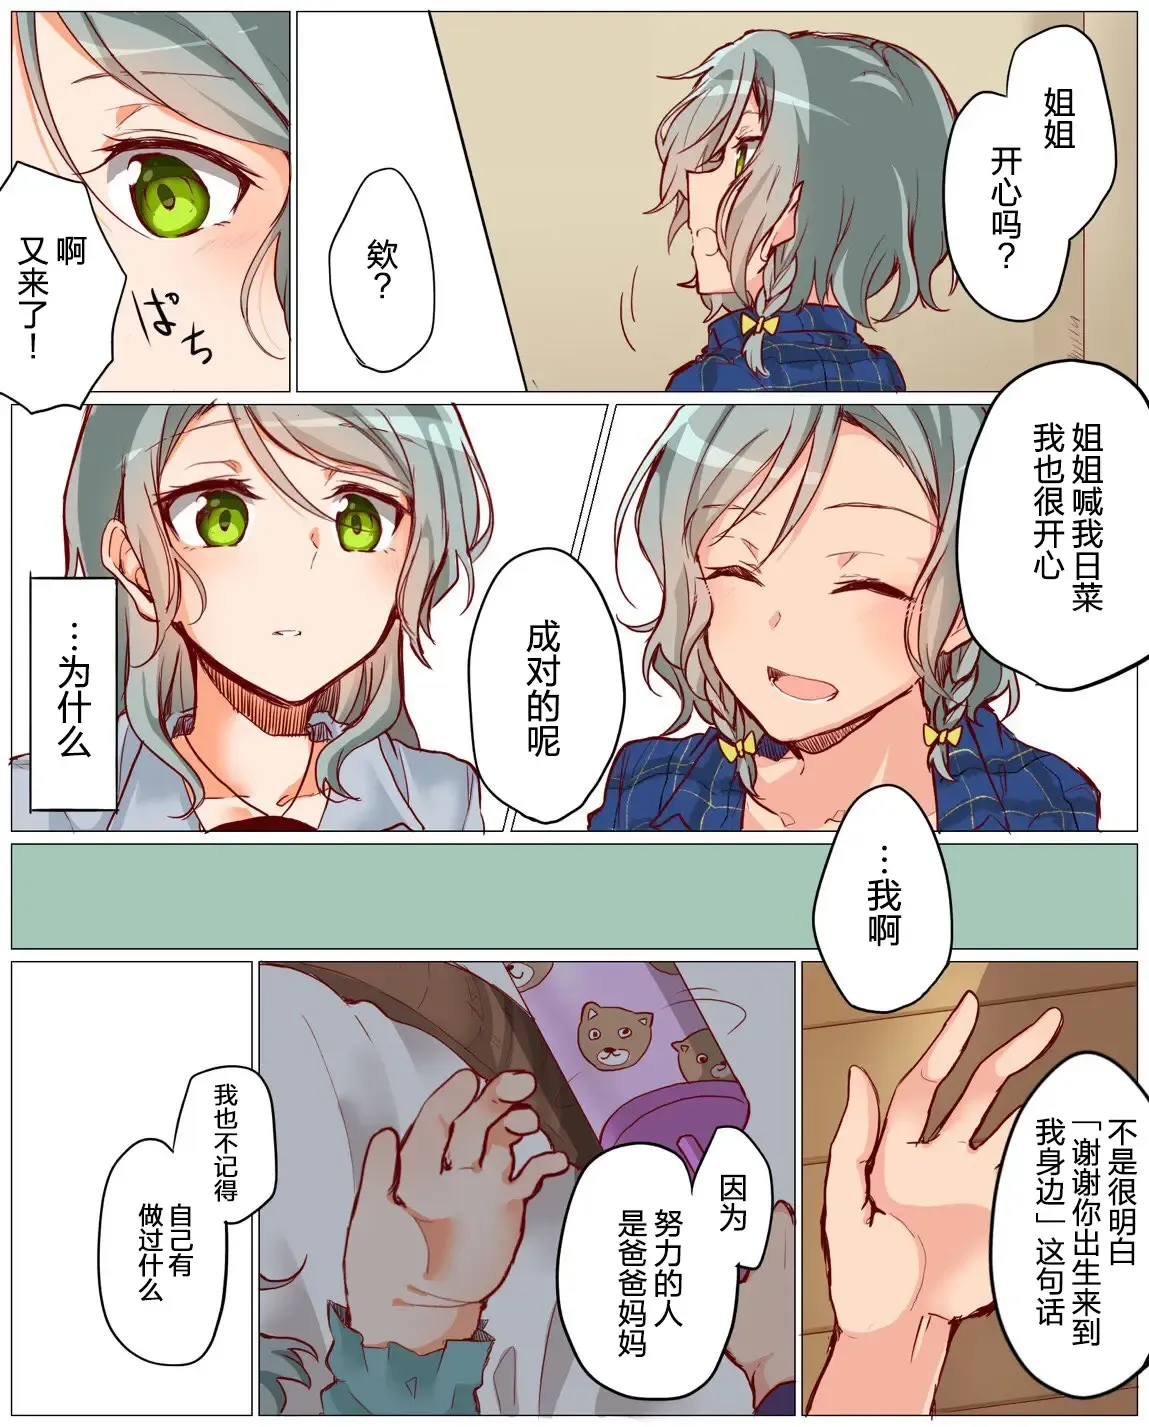 姐姐
开心吗？
欸？
啊
又来了！
ぱち
姐姐喊我日菜
我也很开心
成对的呢
…为什么
…我啊
不是很明白
「谢谢你出生来到
我身边」这句话
因为
努力的人
是爸爸妈妈
我也不记得
自己有
做过什么